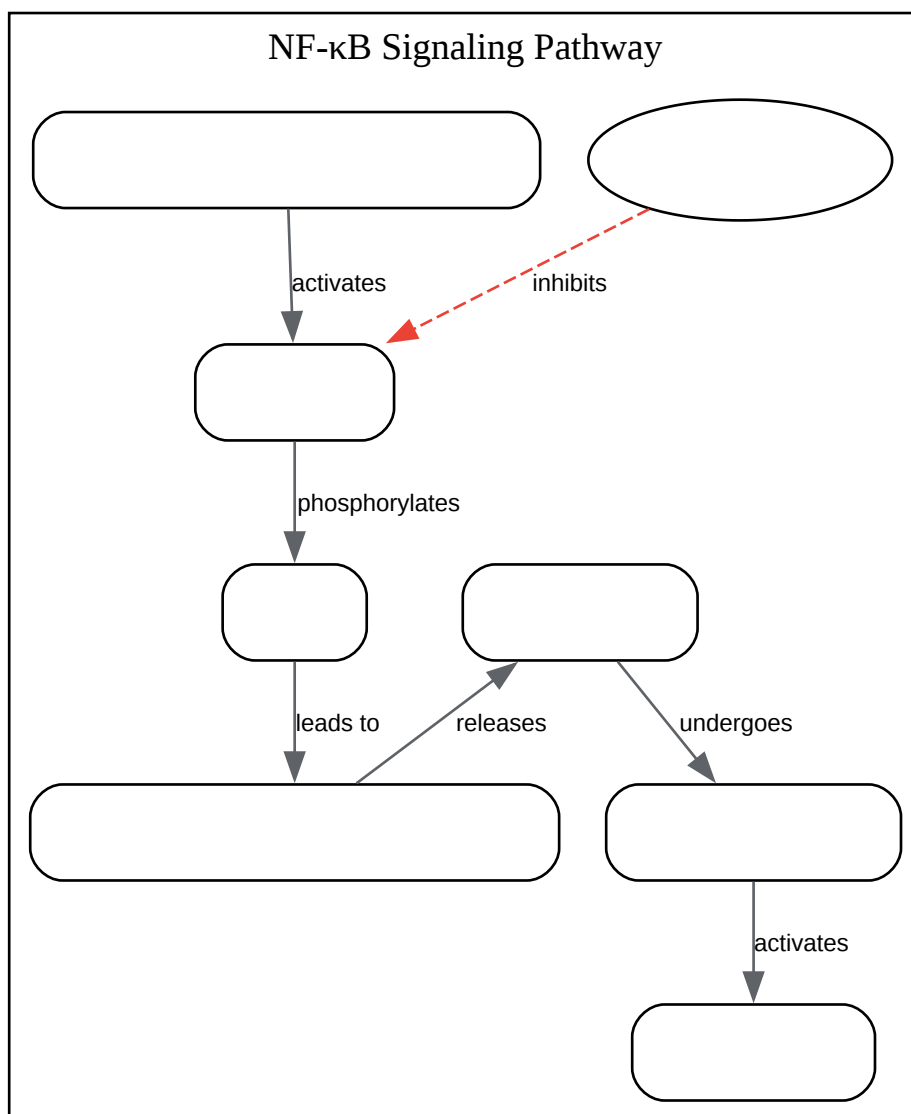 NF-κB Signaling Pathway
activates
inhibits
phosphorylates
leads to
releases
undergoes
activates